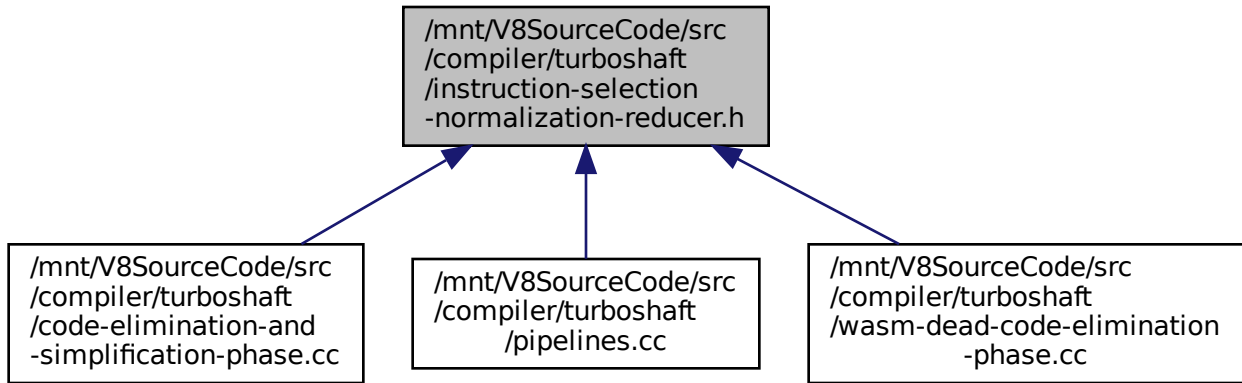 /mnt/V8SourceCode/src
/compiler/turboshaft
/instruction-selection
-normalization-reducer.h
/mnt/V8SourceCode/src
/compiler/turboshaft
/code-elimination-and
-simplification-phase.cc
/mnt/V8SourceCode/src
/compiler/turboshaft
/pipelines.cc
/mnt/V8SourceCode/src
/compiler/turboshaft
/wasm-dead-code-elimination
-phase.cc